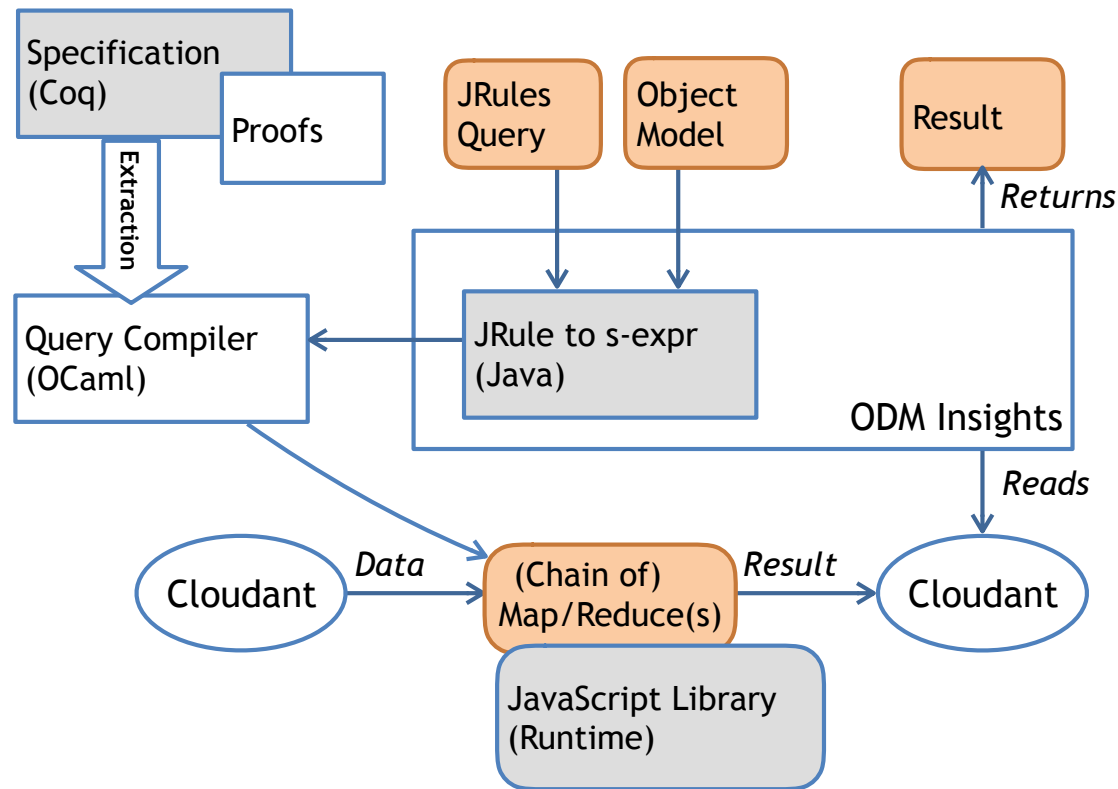 Specification
(Coq)
Proofs
JRules
Query
Object
Model
Result
Extraction
Returns
Query Compiler
(OCaml)
JRule to s-expr
(Java)
ODM Insights
Reads
Cloudant
Data
(Chain of)
Map/Reduce(s)
Result
Cloudant
JavaScript Library
(Runtime)